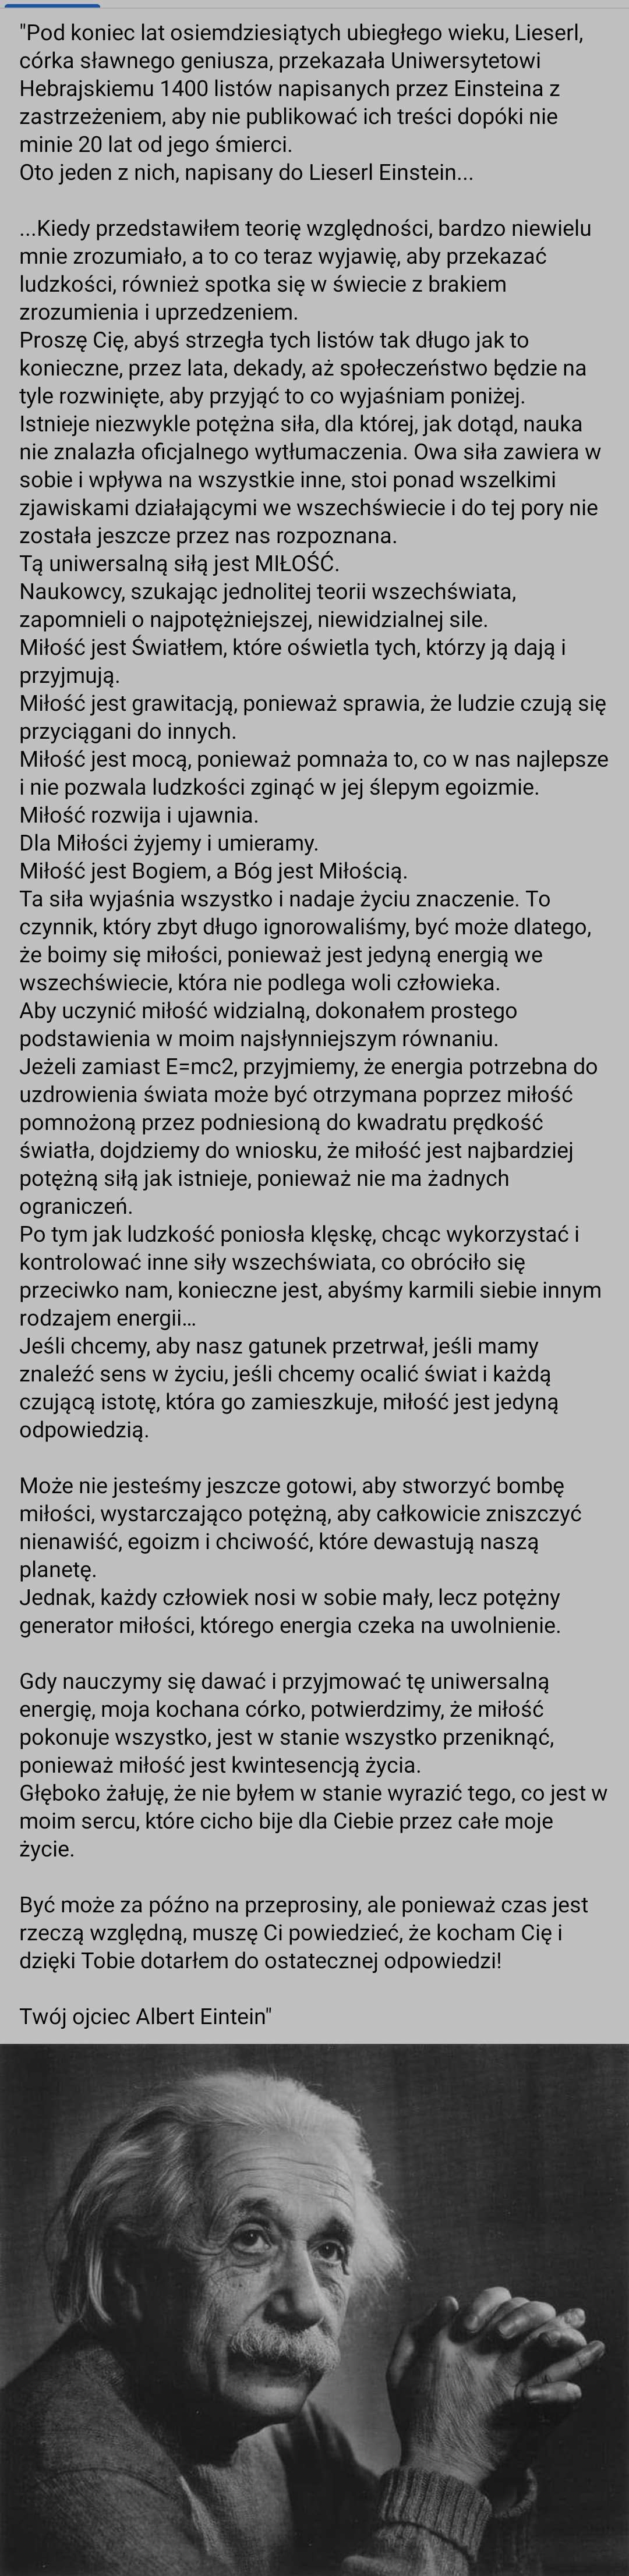 "Pod koniec lat osiemdziesiątych ubiegłego wieku, Lieserl,
córka sławnego geniusza, przekazała Uniwersytetowi
Hebrajskiemu 1400 listów napisanych przez Einsteina z
zastrzeżeniem, aby nie publikować ich treści dopóki nie
minie 20 lat od jego śmierci.
Oto jeden z nich, napisany do Lieserl Einstein...

...Kiedy przedstawiłem teorię względności, bardzo niewielu
mnie zrozumiało, a to co teraz wyjawię, aby przekazać
ludzkości, również spotka się w świecie z brakiem
zrozumienia i uprzedzeniem.
Proszę Cię, abyś strzegła tych listów tak długo jak to
konieczne, przez lata, dekady, aż społeczeństwo będzie na
tyle rozwinięte, aby przyjąć to co wyjaśniam poniżej.
Istnieje niezwykle potężna siła, dla której, jak dotąd, nauka
nie znalazła oficjalnego wytłumaczenia. Owa siła zawiera w
sobie i wpływa na wszystkie inne, stoi ponad wszelkimi
zjawiskami działającymi we wszechświecie i do tej pory nie
została jeszcze przez nas rozpoznana.
Tą uniwersalną siłą jest MIŁOŚĆ.
Naukowcy, szukając jednolitej teorii wszechświata,
zapomnieli o najpotężniejszej, niewidzialnej sile.
Miłość jest Światłem, które oświetla tych, którzy ją dają i
przyjmują.
Miłość jest grawitacją, ponieważ sprawia, że ludzie czują się
przyciągani do innych.
Miłość jest mocą, ponieważ pomnaża to, co w nas najlepsze
i nie pozwala ludzkości zginąć w jej ślepym egoizmie.
Miłość rozwija i ujawnia.
Dla Miłości żyjemy i umieramy.
Miłość jest Bogiem, a Bóg jest Miłością.
Ta siła wyjaśnia wszystko i nadaje życiu znaczenie. To
czynnik, który zbyt długo ignorowaliśmy, być może dlatego,
że boimy się miłości, ponieważ jest jedyną energią we
wszechświecie, która nie podlega woli człowieka.
Aby uczynić miłość widzialną, dokonałem prostego
podstawienia w moim najsłynniejszym równaniu.
Jeżeli zamiast E=mc2, przyjmiemy, że energia potrzebna do
uzdrowienia świata może być otrzymana poprzez miłość
pomnożoną przez podniesioną do kwadratu prędkość
światła, dojdziemy do wniosku, że miłość jest najbardziej
potężną siłą jak istnieje, ponieważ nie ma żadnych
ograniczeń.
Po tym jak ludzkość poniosła klęskę, chcąc wykorzystać i
kontrolować inne siły wszechświata, co obróciło się
przeciwko nam, konieczne jest, abyśmy karmili siebie innym
rodzajem energii...
Jeśli chcemy, aby nasz gatunek przetrwał, jeśli mamy
znaleźć sens w życiu, jeśli chcemy ocalić świat i każdą
czującą istotę, która go zamieszkuje, miłość jest jedyną
odpowiedzią.

Może nie jesteśmy jeszcze gotowi, aby stworzyć bombę
miłości, wystarczająco potężną, aby całkowicie zniszczyć
nienawiść, egoizm i chciwość, które dewastują naszą
planetę.
Jednak, każdy człowiek nosi w sobie mały, lecz potężny
generator miłości, którego energia czeka na uwolnienie.

Gdy nauczymy się dawać i przyjmować tę uniwersalną
energię, moja kochana córko, potwierdzimy, że miłość
pokonuje wszystko, jest w stanie wszystko przeniknąć,
ponieważ miłość jest kwintesencją życia.
Głęboko żałuję, że nie byłem w stanie wyrazić tego, co jest w
moim sercu, które cicho bije dla Ciebie przez całe moje
życie.

Być może za późno na przeprosiny, ale ponieważ czas jest
rzeczą względną, muszę Ci powiedzieć, że kocham Cię i
dzięki Tobie dotarłem do ostatecznej odpowiedzi!

Twój ojciec Albert Eintein"